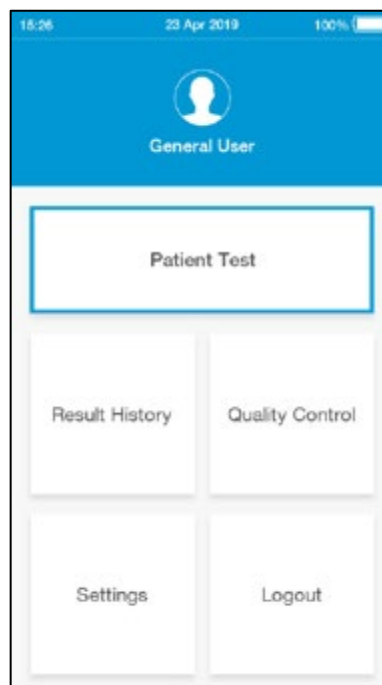 15:26 23 Apr 2019 100%
General User
Patient Test
Result History Quality Control
Settings Logout